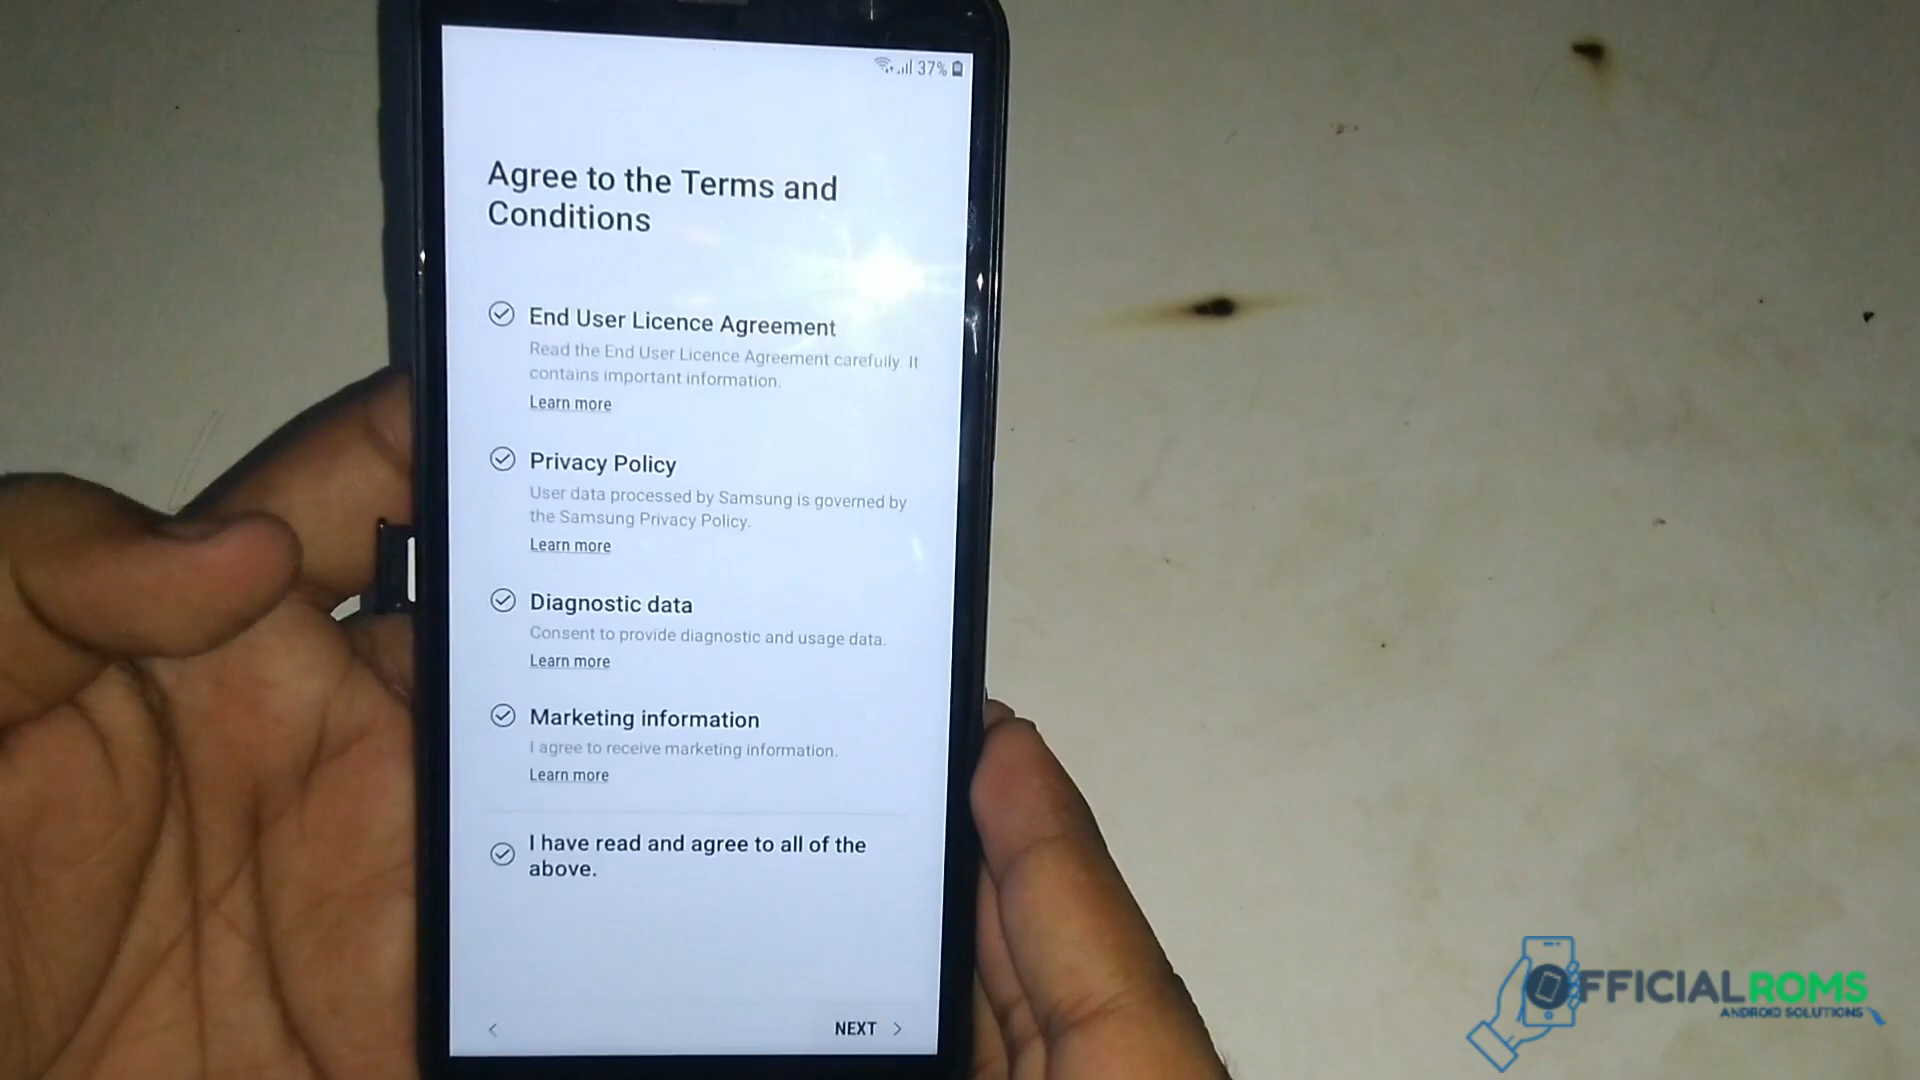 37%
Agree to the Terms and
Conditions
End User Licence Agreement
Read the End User Licence Agreement carefully. It
contains important information.
Learn more
Privacy Policy
User data processed by Samsung is governed by
the Samsung Privacy Policy.
Learn more
Diagnostic data
Consent to provide diagnostic and usage data.
Learn more
Marketing information
I agree to receive marketing information.
Learn more
I have read and agree to all of the
above.
NEXT
OFFICIALROMS
ANDROID SOLUTIONS